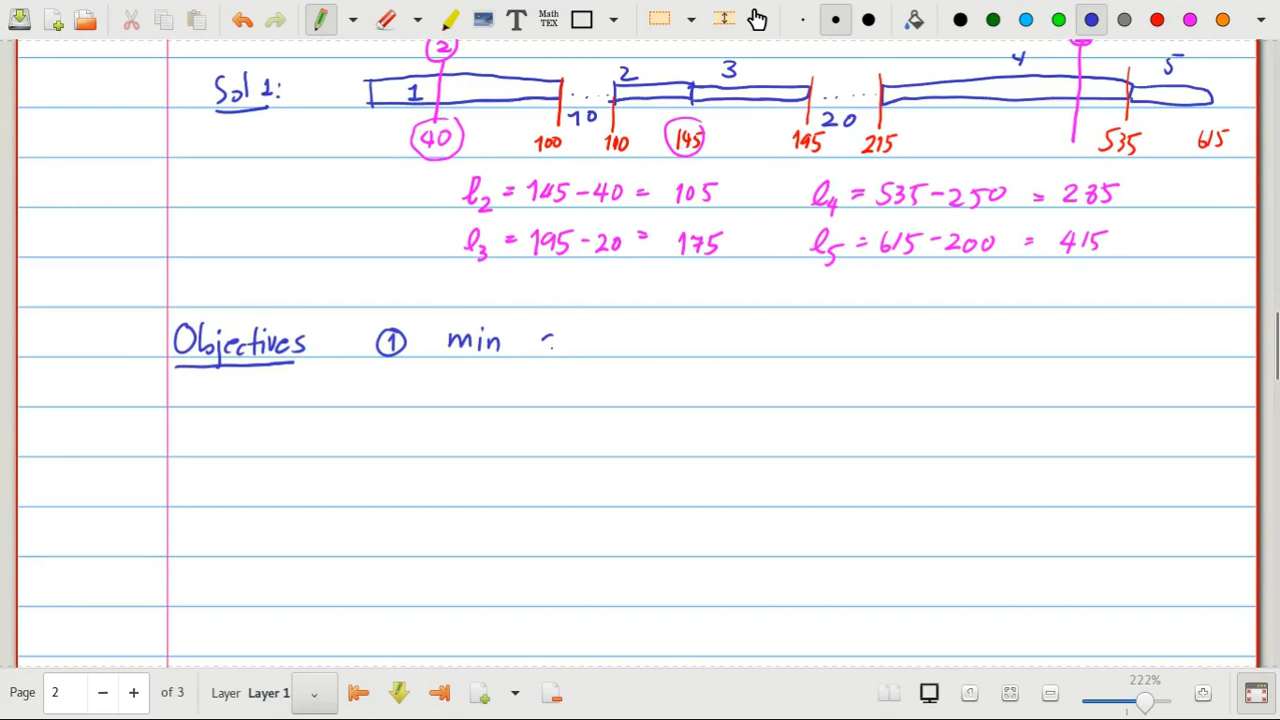 Math
TEX
2
Sol 1:
1
10
2
3
20
4
5
40
100
110
145
195
215
535
615
l2 = 145-40 = 105
l4 = 535-250 = 285
l3 = 195-20 = 175
l5 = 615-200 = 415
Objectives 1 min
Page 2 of 3 Layer Layer 1
222%